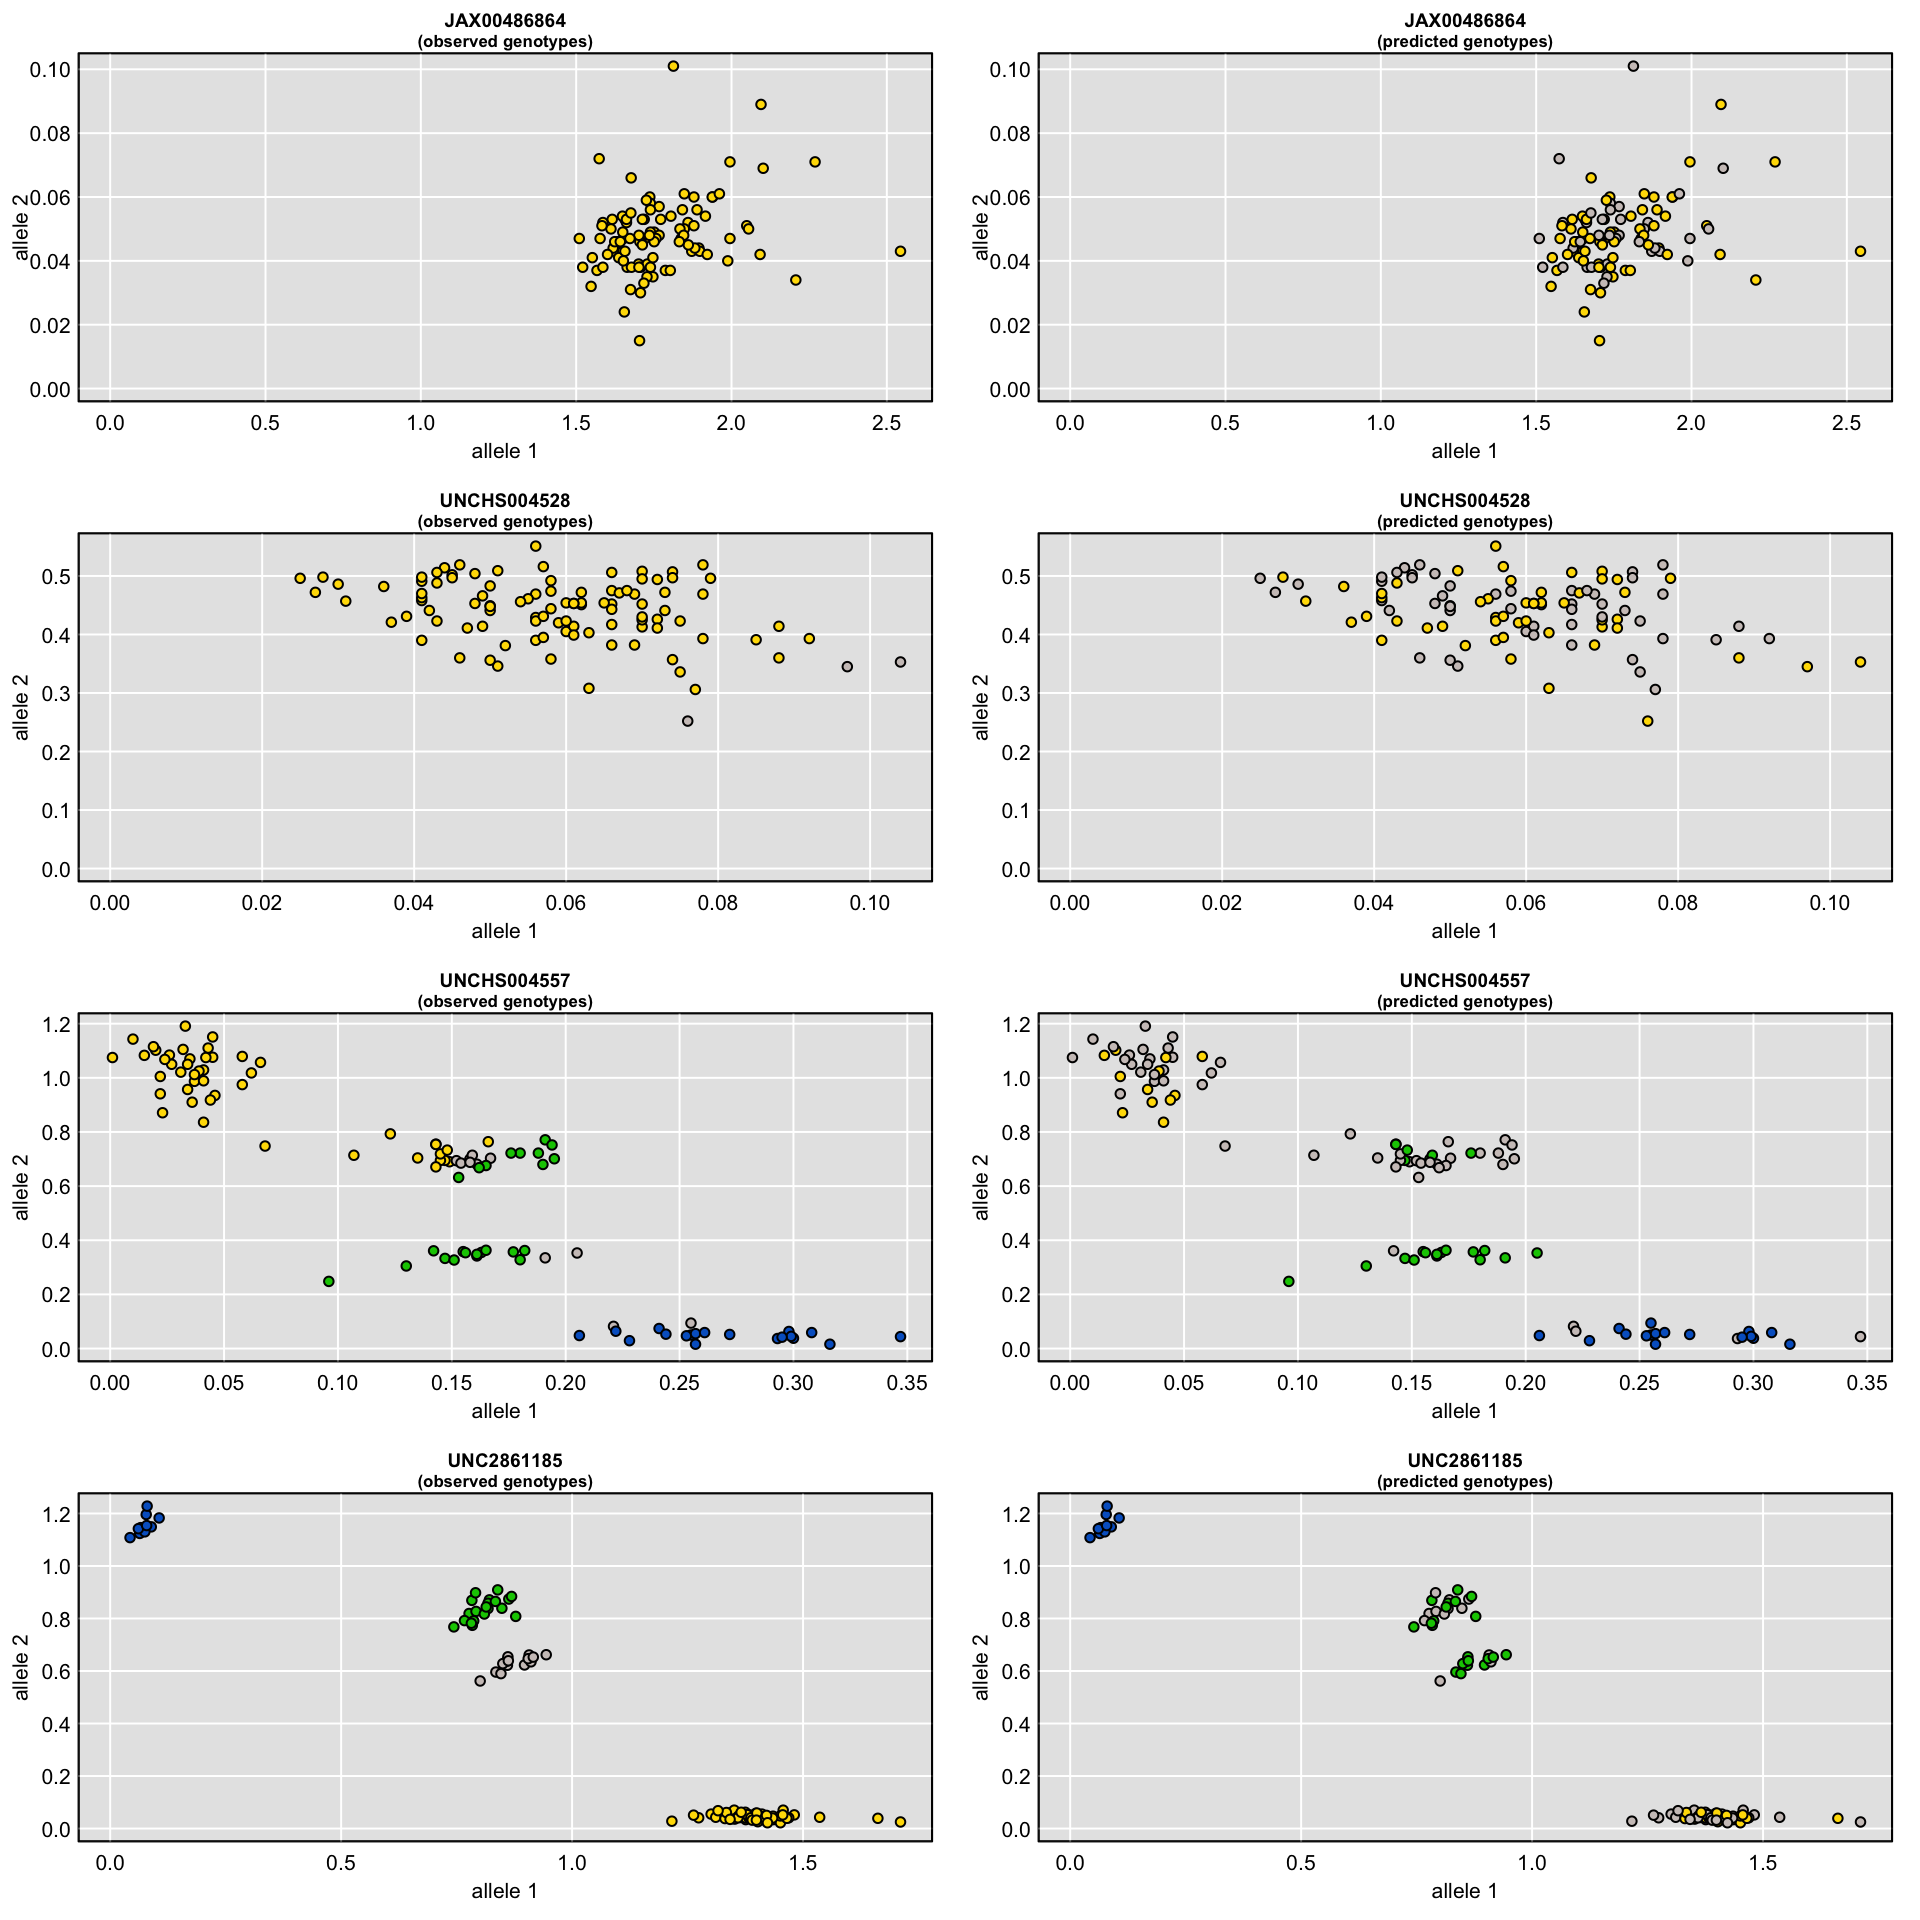 JAX00486864
(observed genotypes)
0.10
0.08
0.06
0.04
0.02
0.00
allele 2
0.0 0.5 1.0 1.5 2.0 2.5
allele 1
JAX00486864
(predicted genotypes)
0.10
0.08
0.06
0.04
0.02
0.00
allele 2
0.0 0.5 1.0 1.5 2.0 2.5
allele 1
UNCHS004528
(observed genotypes)
0.5
0.4
0.3
0.2
0.1
0.0
allele 2
0.00 0.02 0.04 0.06 0.08 0.10
allele 1
UNCHS004528
(predicted genotypes)
0.5
0.4
0.3
0.2
0.1
0.0
allele 2
0.00 0.02 0.04 0.06 0.08 0.10
allele 1
UNCHS004557
(observed genotypes)
1.2
1.0
0.8
0.6
0.4
0.2
0.0
allele 2
0.00 0.05 0.10 0.15 0.20 0.25 0.30 0.35
allele 1
UNCHS004557
(predicted genotypes)
1.2
1.0
0.8
0.6
0.4
0.2
0.0
allele 2
0.00 0.05 0.10 0.15 0.20 0.25 0.30 0.35
allele 1
UNC2861185
(observed genotypes)
1.2
1.0
0.8
0.6
0.4
0.2
0.0
allele 2
0.0 0.5 1.0 1.5
allele 1
UNC2861185
(predicted genotypes)
1.2
1.0
0.8
0.6
0.4
0.2
0.0
allele 2
0.0 0.5 1.0 1.5
allele 1